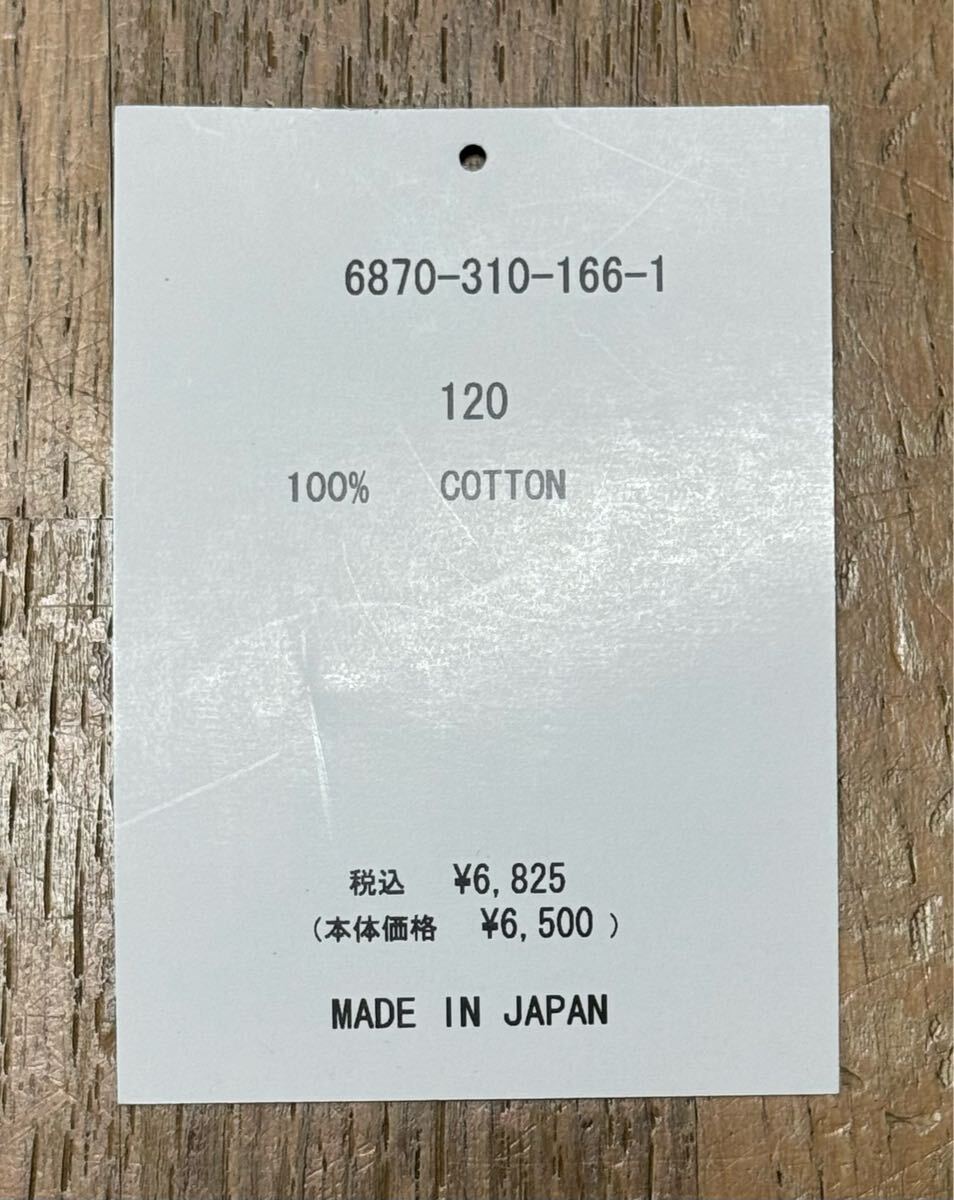 6870-310-166-1
120
100% COTTON
税込 ¥6,825
(本体価格 ¥6,500 )
MADE IN JAPAN